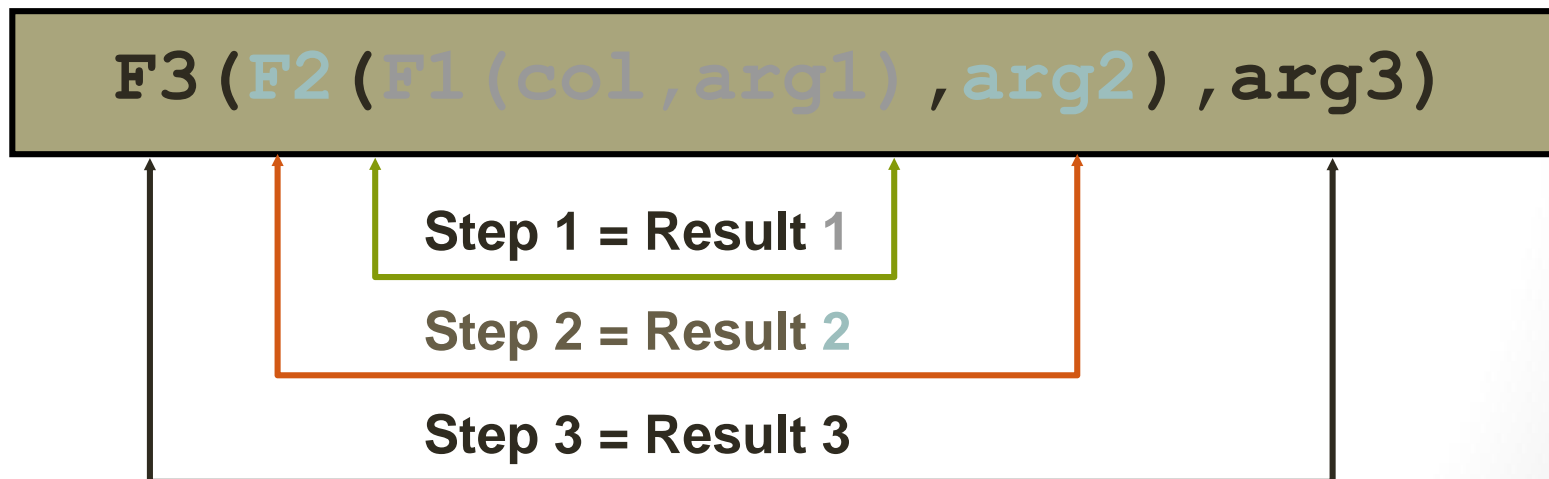 F3(F2(F1(col,arg1),arg2),arg3)
Step 1 = Result 1
Step 2 = Result 2
Step 3 = Result 3